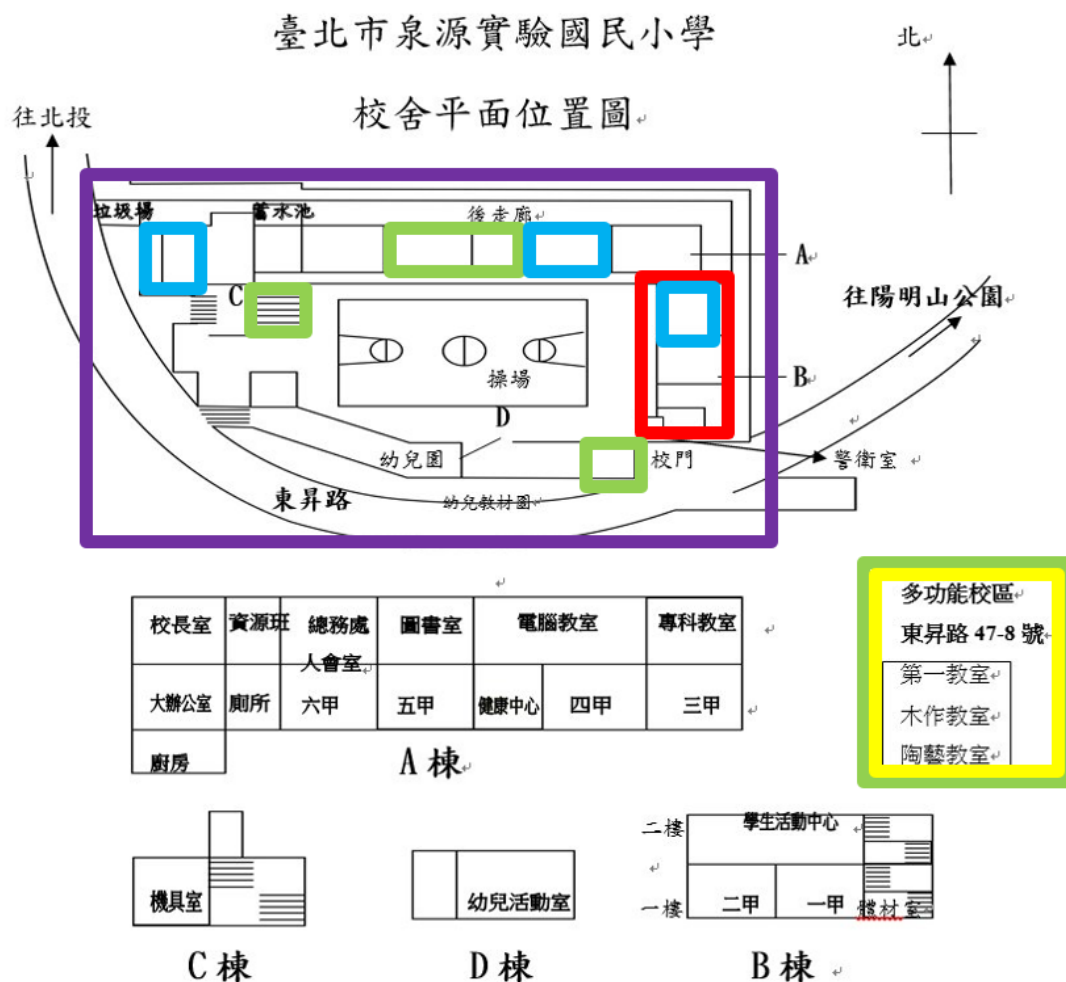 臺北市泉源實驗國民小學
北
校舍平面位置圖
往北投
垃圾場 蓄水池 後走廊
A
C
往陽明山公園
操場
B
D
幼兒園 校門 警衛室
東昇路 幼兒教材園
多功能校區
東昇路 47-8 號
第一教室
木作教室
陶藝教室
校長室 資源班 總務處 圖書室 電腦教室 專科教室
人會室
大辦公室 廁所 六甲 五甲 健康中心 四甲 三甲
廚房
A 棟
二樓 學生活動中心
機具室 幼兒活動室 一樓 二甲 一甲 體材室
C 棟 D 棟 B 棟